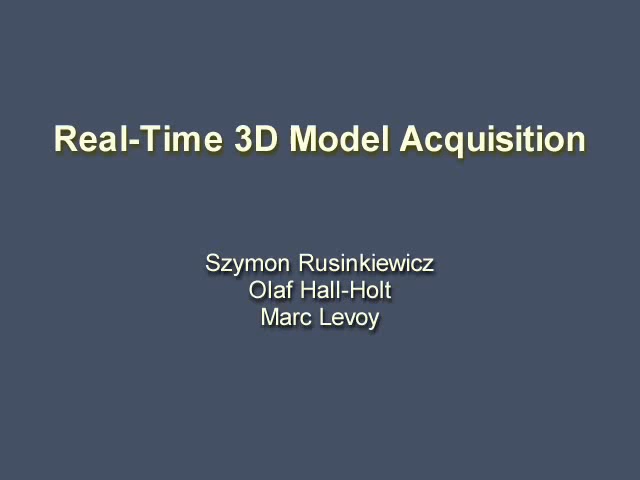 Real-Time 3D Model Acquisition
Szymon Rusinkiewicz
Olaf Hall-Holt
Marc Levoy